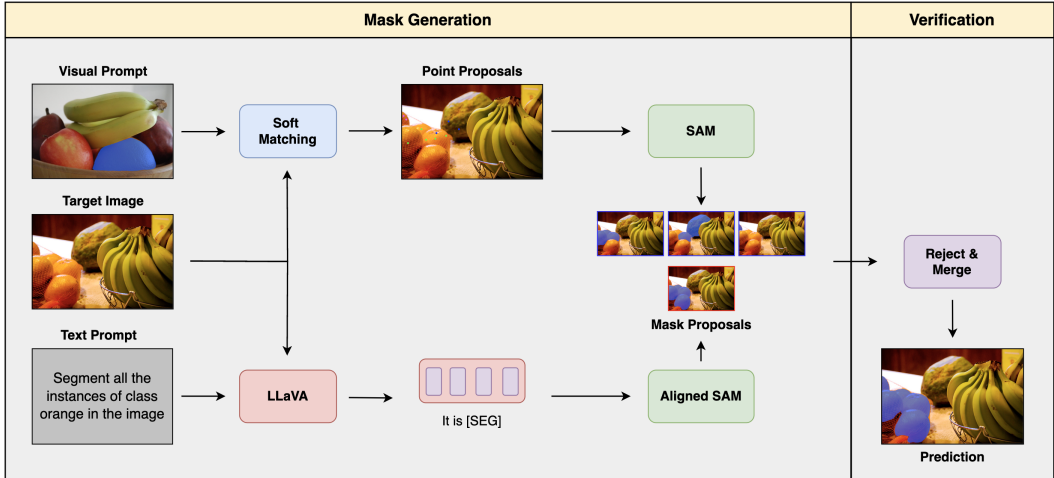 Mask Generation
Verification
Visual Prompt
Point Proposals
Soft
Matching
SAM
Target Image
Reject &
Merge
Mask Proposals
Text Prompt
Segment all the
instances of class
orange in the image
LLaVA
It is [SEG]
Aligned SAM
Prediction